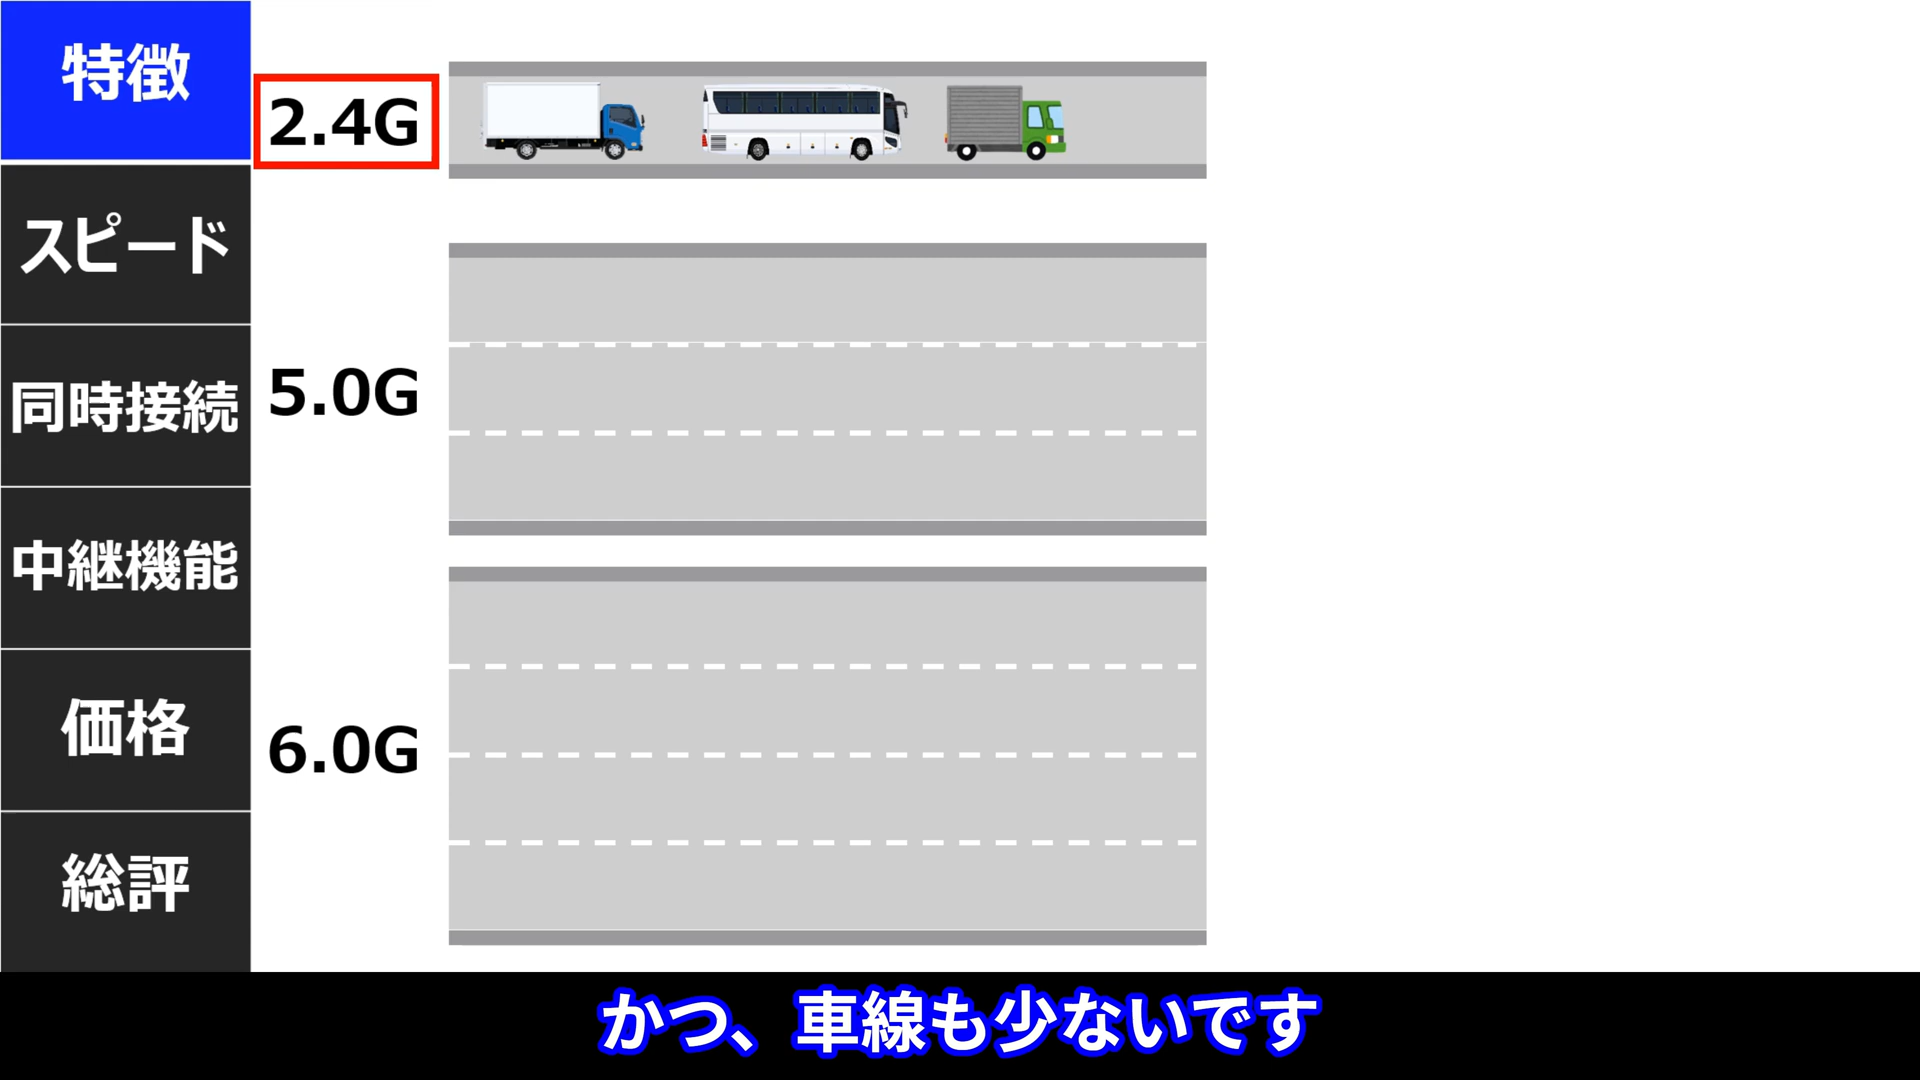 特徴
スピード
同時接続
中継機能
価格
総評
2.4G
5.0G
6.0G
かつ、車線も少ないです